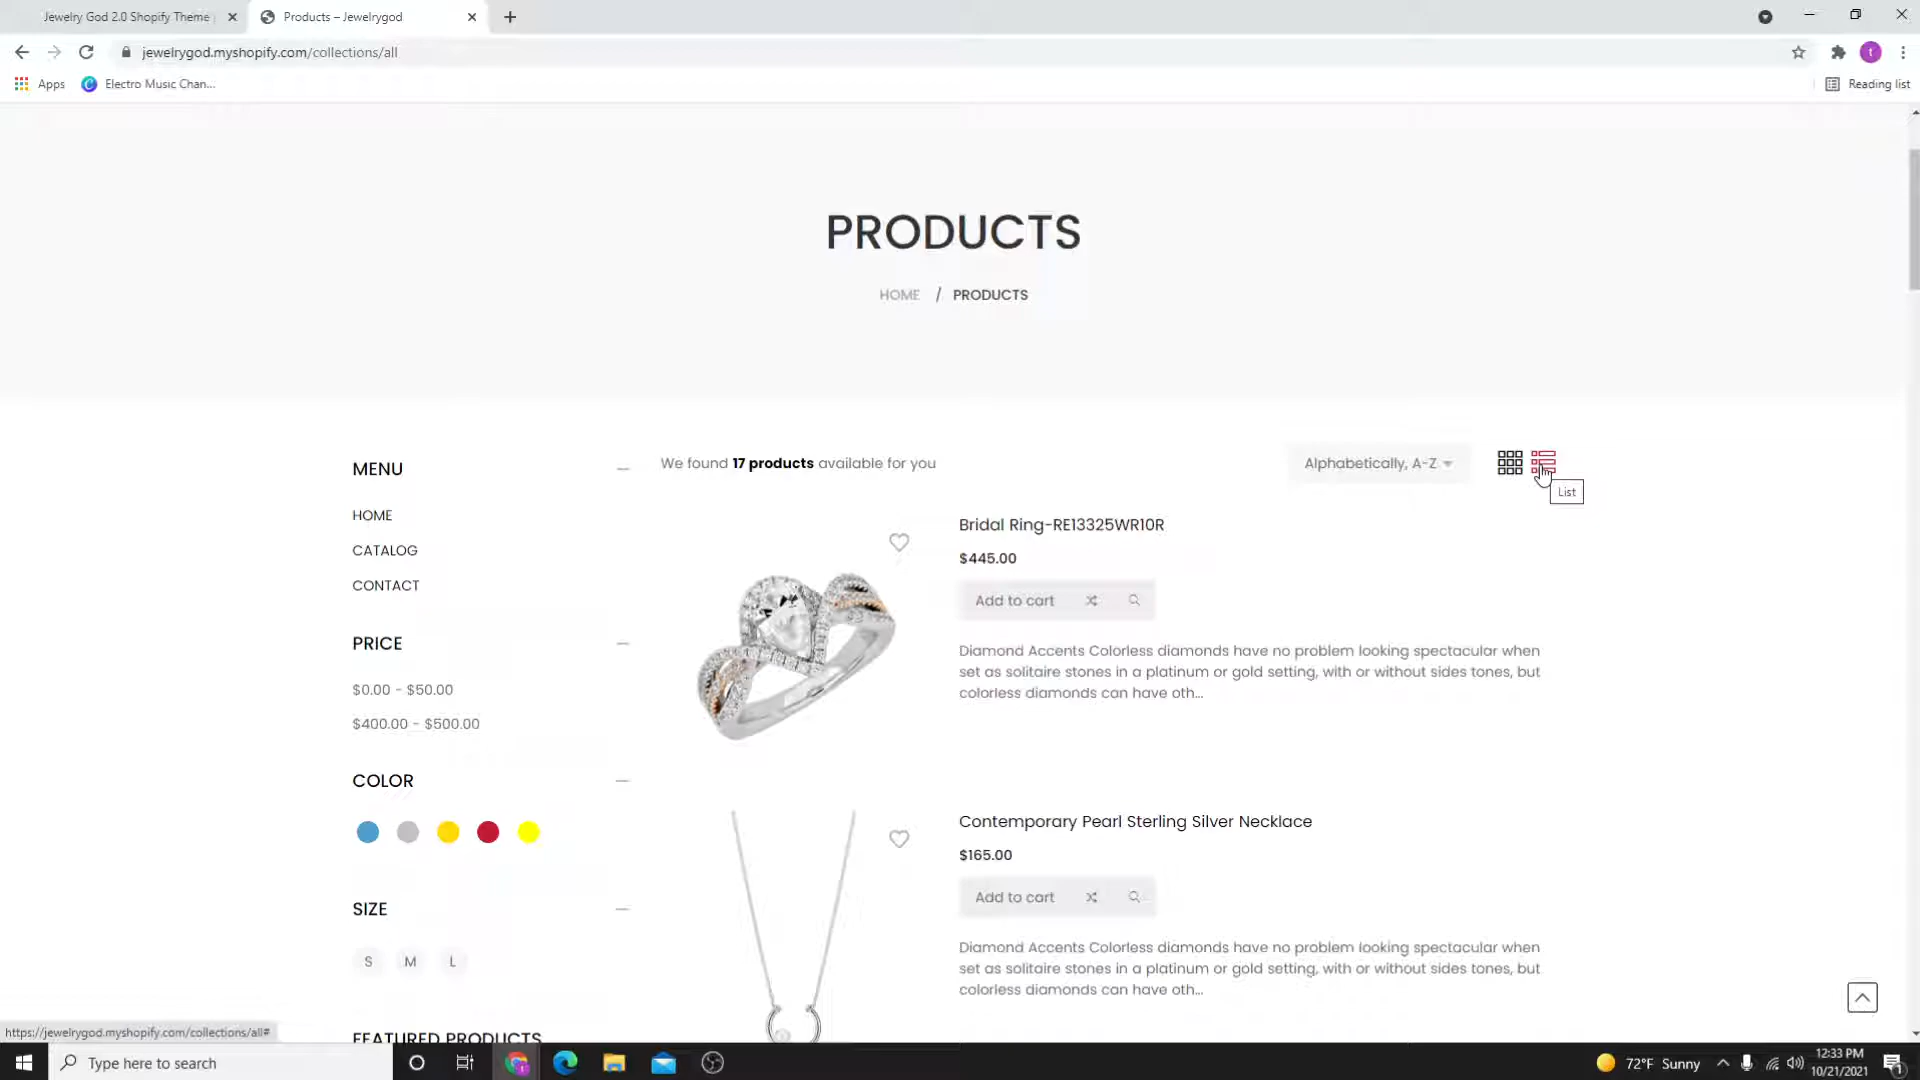 Jewelry God 2.0 Shopify Theme
Products – Jewelrygod
jewelrygod.myshopify.com/collections/all
Apps
Electro Music Chan...
Reading list
PRODUCTS
HOME / PRODUCTS
MENU
HOME
CATALOG
CONTACT
PRICE
$0.00 - $50.00
$400.00 - $500.00
COLOR
SIZE
S M L
FEATURED PRODUCTS
We found 17 products available for you
Alphabetically, A-Z
List
Bridal Ring-RE13325WR10R
$445.00
Add to cart
Diamond Accents Colorless diamonds have no problem looking spectacular when
set as solitaire stones in a platinum or gold setting, with or without sides tones, but
colorless diamonds can have oth...
Contemporary Pearl Sterling Silver Necklace
$165.00
Add to cart
Diamond Accents Colorless diamonds have no problem looking spectacular when
set as solitaire stones in a platinum or gold setting, with or without sides tones, but
colorless diamonds can have oth...
https://jewelrygod.myshopify.com/collections/all#
Type here to search
72°F Sunny
12:33 PM
10/21/2021
1
t